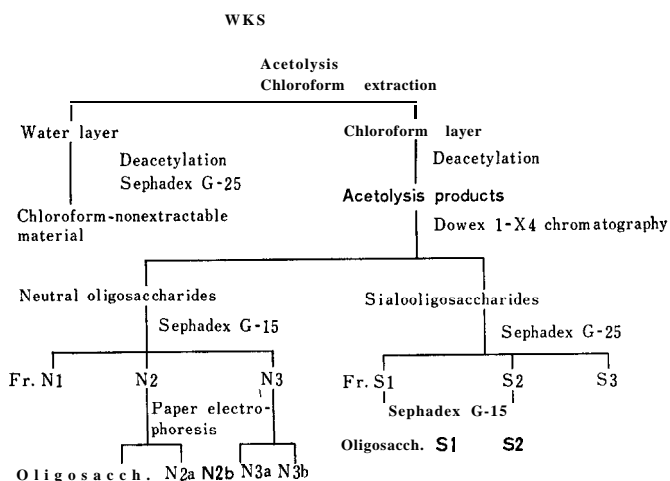 WKS
Acetolysis
Chloroform extraction
Water layer
Chloroform layer
Deacetylation
Sephadex G-25
Deacetylation
Chloroform-nonextractable
material
Acetolysis products
Dowex 1-X4 chromatography
Neutral oligosaccharides
Sialooligosaccharides
Sephadex G-15
Sephadex G-25
Fr. N1 N2 N3
Fr. S1 S2 S3
Paper electro-
phoresis
Sephadex G-15
Oligosacch. S1 S2
Oligosacch. N2a N2b N3a N3b